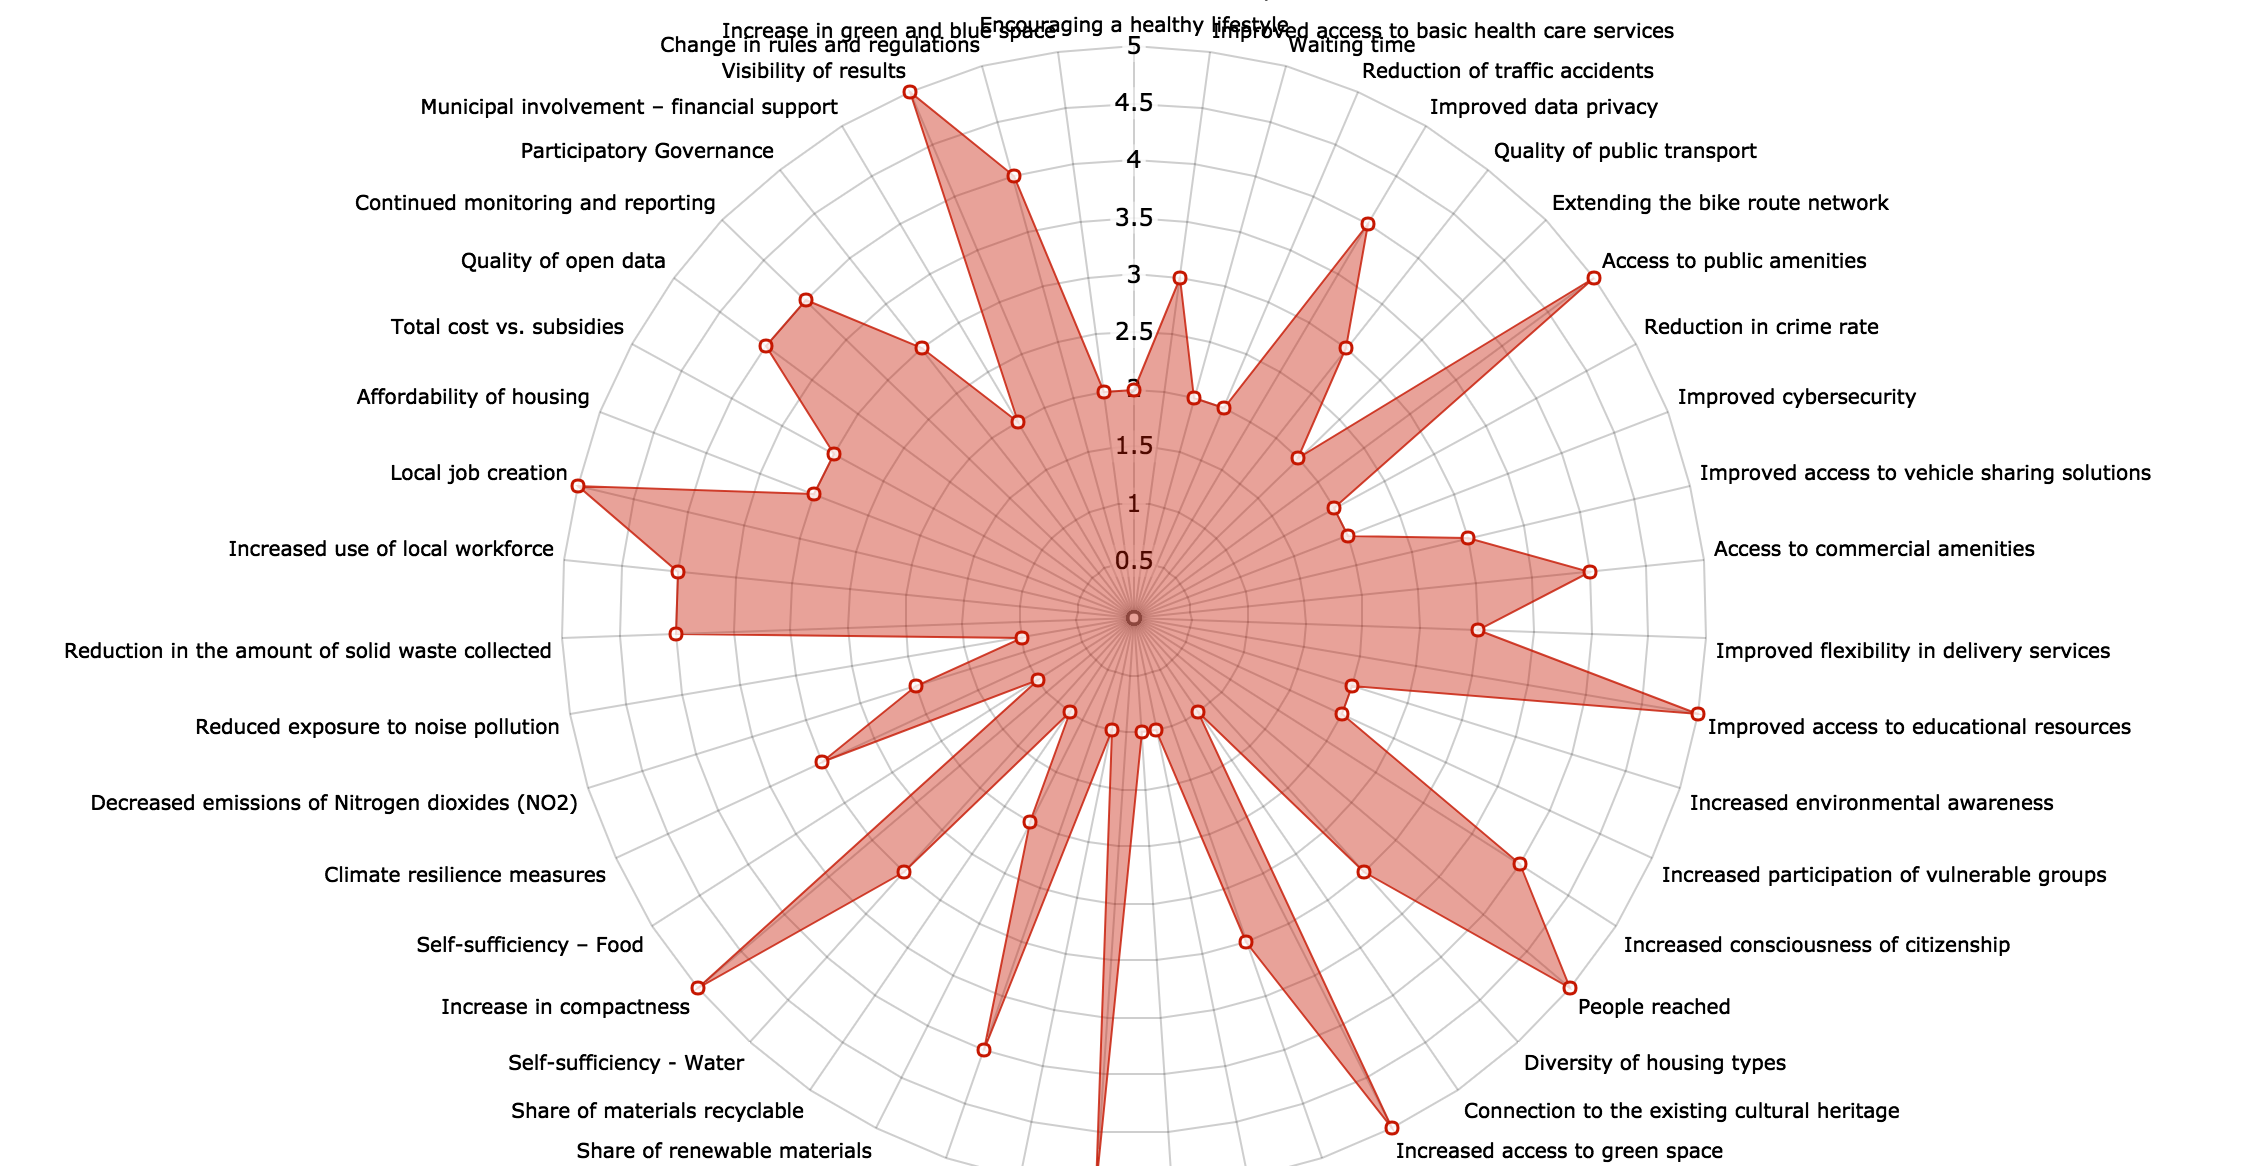 Encouraging a healthy lifestyle
Increase in green and blue space
Improved access to basic health care services
Change in rules and regulations
Waiting time
Visibility of results
Reduction of traffic accidents
Municipal involvement – financial support
Improved data privacy
Participatory Governance
Quality of public transport
Continued monitoring and reporting
Extending the bike route network
Quality of open data
Access to public amenities
Total cost vs. subsidies
Reduction in crime rate
Affordability of housing
Improved cybersecurity
Local job creation
Improved access to vehicle sharing solutions
Increased use of local workforce
Access to commercial amenities
Reduction in the amount of solid waste collected
Improved flexibility in delivery services
Reduced exposure to noise pollution
Improved access to educational resources
Decreased emissions of Nitrogen dioxides (NO2)
Increased environmental awareness
Climate resilience measures
Increased participation of vulnerable groups
Self-sufficiency – Food
Increased consciousness of citizenship
Increase in compactness
People reached
Self-sufficiency - Water
Diversity of housing types
Share of materials recyclable
Connection to the existing cultural heritage
Share of renewable materials
Increased access to green space
5
4.5
4
3.5
3
2.5
2
1.5
1
0.5